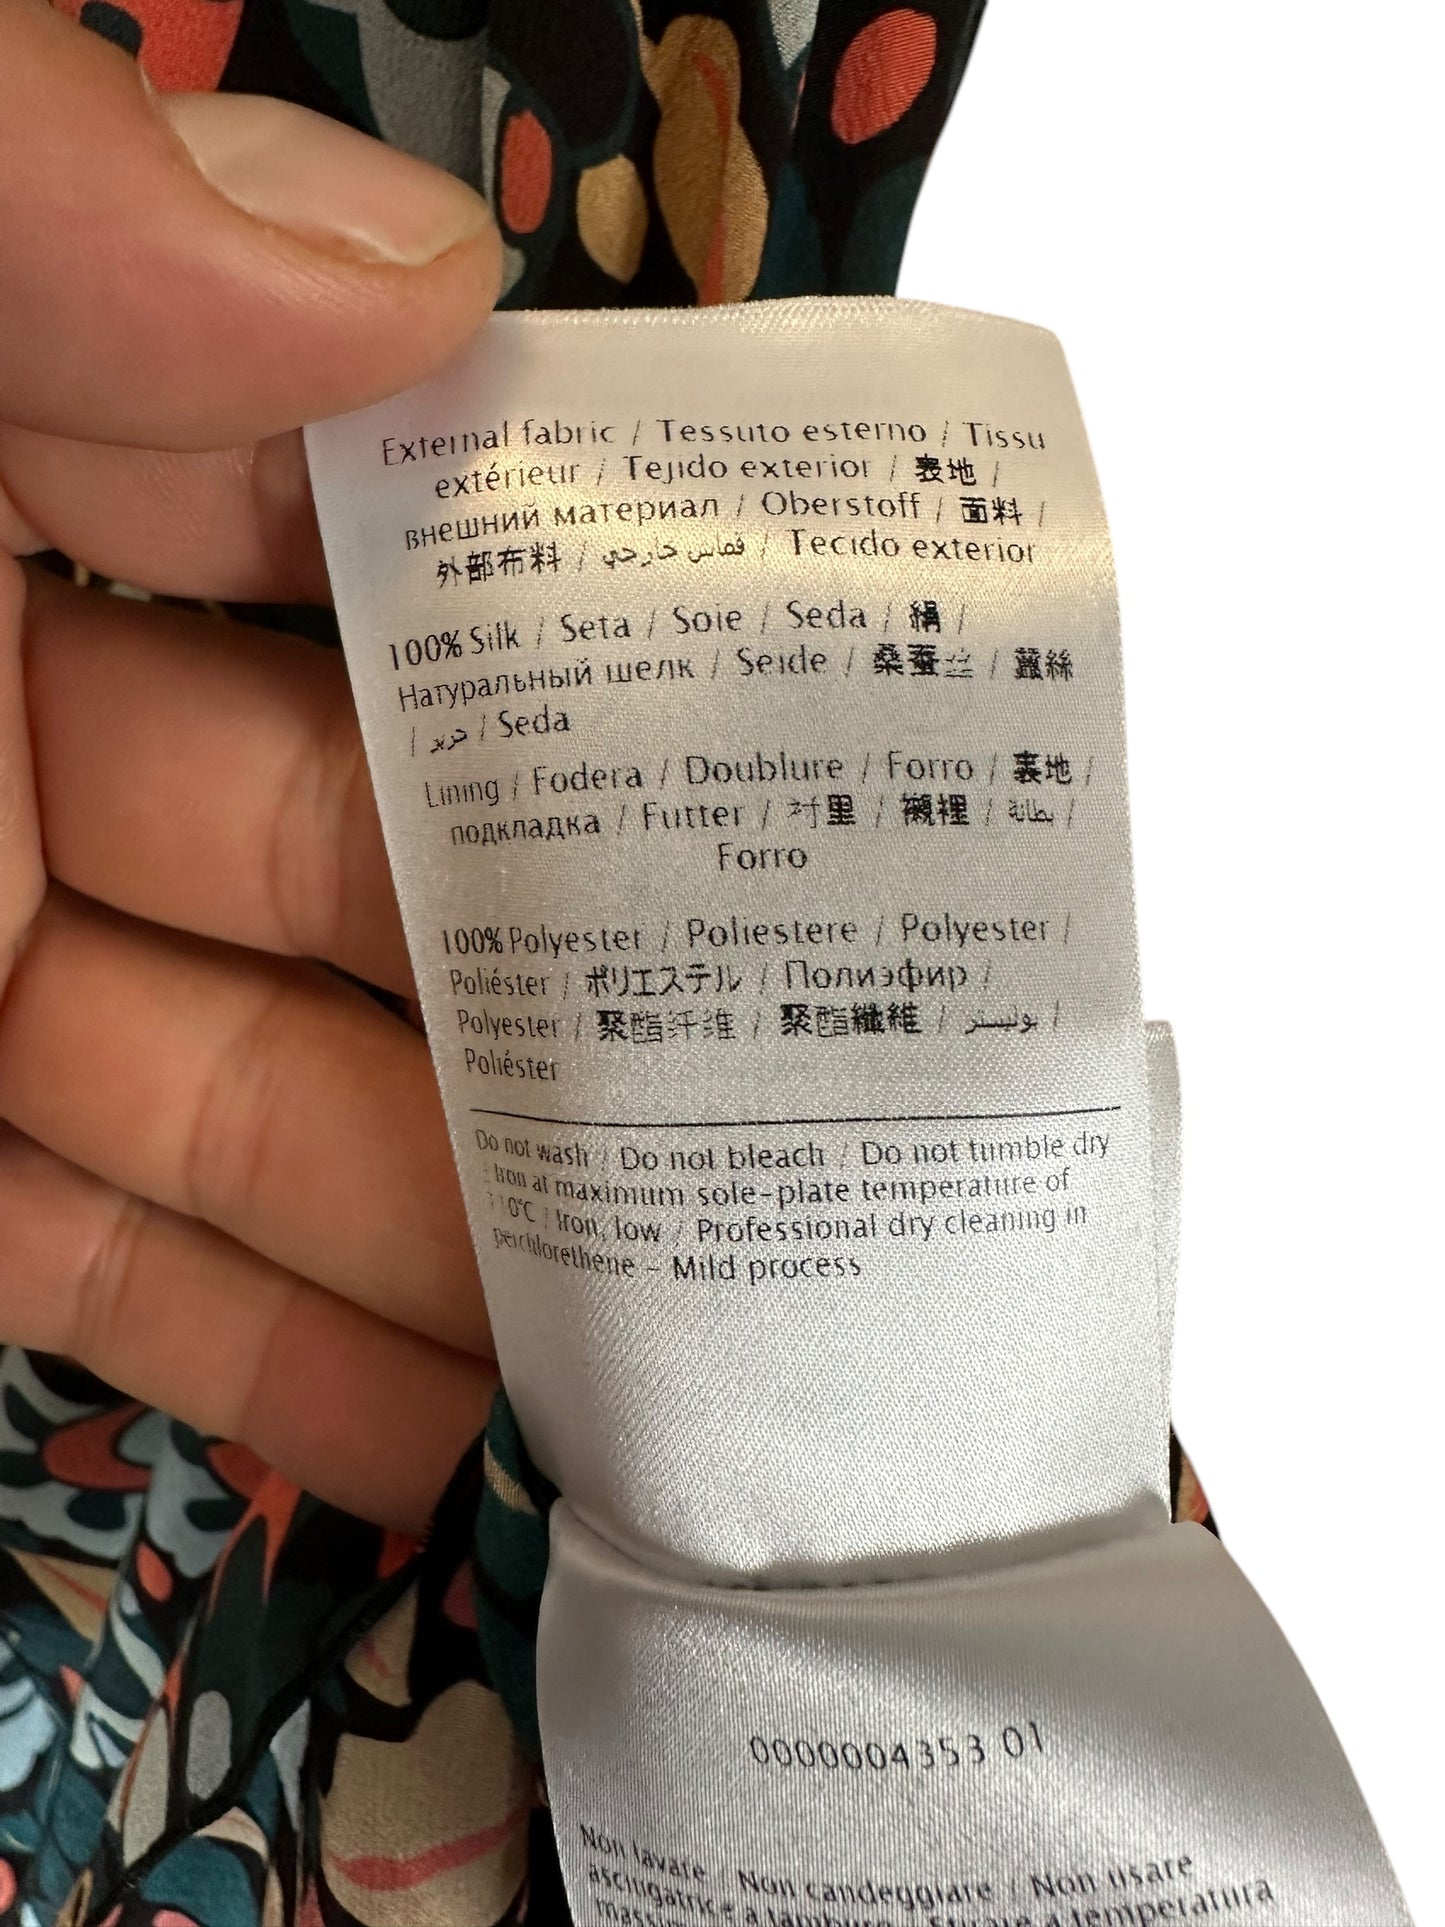 External fabric / Tessuto esterno / Tissu
extérieur / Tejido exterior / 表地 /
внешний материал / Oberstoff / 面料 /
外部布料 / قماش خارجي / Tecido exterior
100% Silk / Seta / Soie / Seda / 絹 /
Натуральный шелк / Seide / 桑蚕丝 / 蠶絲
/ حرير / Seda
Lining / Fodera / Doublure / Forro / 裏地 /
подкладка / Futter / 衬里 / 襯裡 / بطانة /
Forro
100% Polyester / Poliestere / Polyester /
Poliéster / ポリエステル / Полиэфир /
Polyester / 聚酯纤维 / 聚酯纖維 / بوليستر /
Poliéster
Do not wash / Do not bleach / Do not tumble dry
/ Iron at maximum sole-plate temperature of
110°C / Iron, low / Professional dry cleaning in
perchlorethene - Mild process
0000004353 01
Non lavare / Non candeggiare / Non usare
asciugatrice a tamburo / Stirare a temperatura